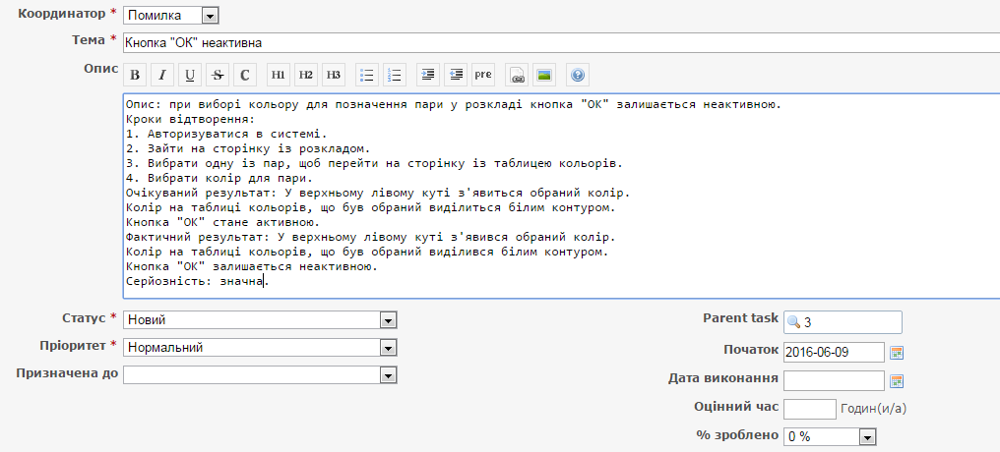 Координатор * Помилка
Тема * Кнопка "ОК" неактивна
Опис B I U S C H1 H2 H3 pre
Опис: при виборі кольору для позначення пари у розкладі кнопка "ОК" залишається неактивною.
Кроки відтворення:
1. Авторизуватися в системі.
2. Зайти на сторінку із розкладом.
3. Вибрати одну із пар, щоб перейти на сторінку із таблицею кольорів.
4. Вибрати колір для пари.
Очікуваний результат: У верхньому лівому куті з'явиться обраний колір.
Колір на таблиці кольорів, що був обраний виділиться білим контуром.
Кнопка "ОК" стане активною.
Фактичний результат: У верхньому лівому куті з'явився обраний колір.
Колір на таблиці кольорів, що був обраний виділився білим контуром.
Кнопка "ОК" залишається неактивною.
Серйозність: значна.
Статус * Новий
Parent task 3
Пріоритет * Нормальний
Початок 2016-06-09
Призначена до
Дата виконання
Оцінний час Годин(и/а)
% зроблено 0 %